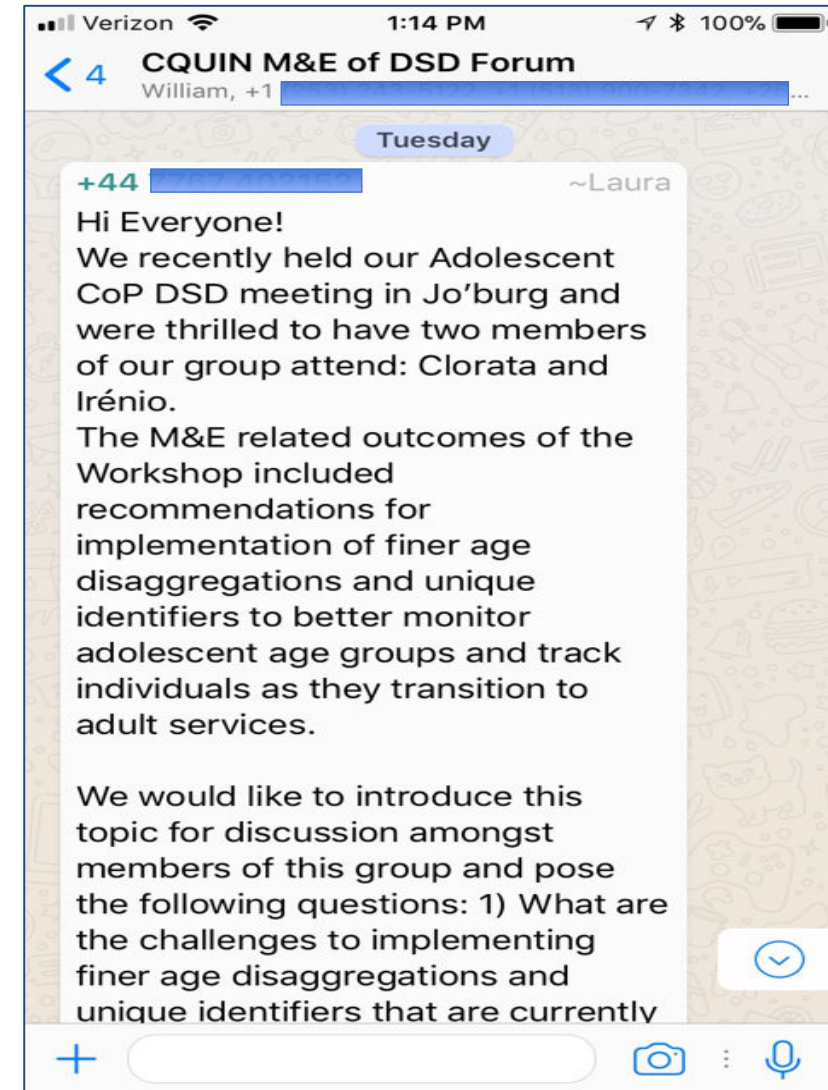 Verizon 1:14 PM 100%
4 CQUIN M&E of DSD Forum
William, +1
Tuesday
+44 ~Laura
Hi Everyone!
We recently held our Adolescent
CoP DSD meeting in Jo'burg and
were thrilled to have two members
of our group attend: Clorata and
Irénio.
The M&E related outcomes of the
Workshop included
recommendations for
implementation of finer age
disaggregations and unique
identifiers to better monitor
adolescent age groups and track
individuals as they transition to
adult services.
We would like to introduce this
topic for discussion amongst
members of this group and pose
the following questions: 1) What are
the challenges to implementing
finer age disaggregations and
unique identifiers that are currently